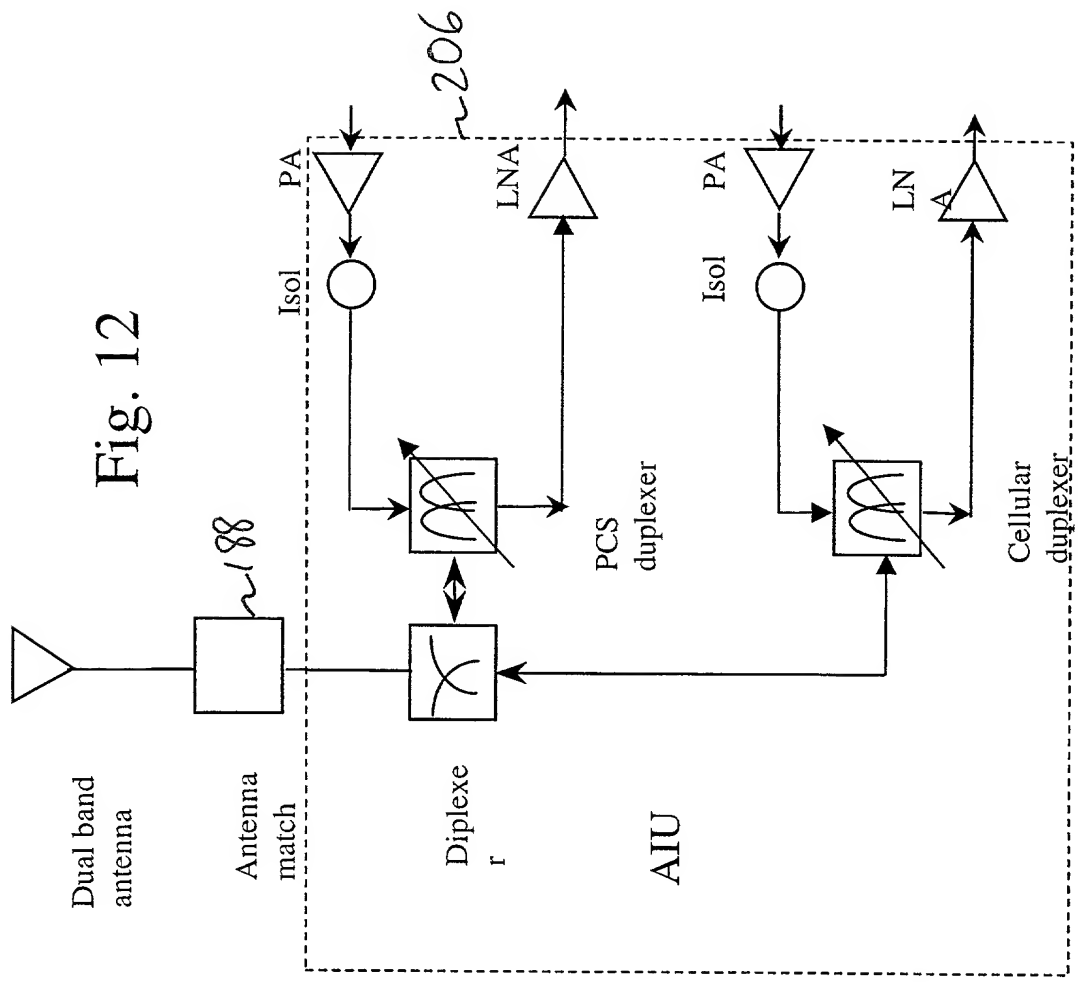 Fig. 12
Dual band
antenna
Antenna
match
~188
~206
Diplexe
r
AIU
PCS
duplexer
Isol
PA
LNA
Cellular
duplexer
Isol
PA
LN
A